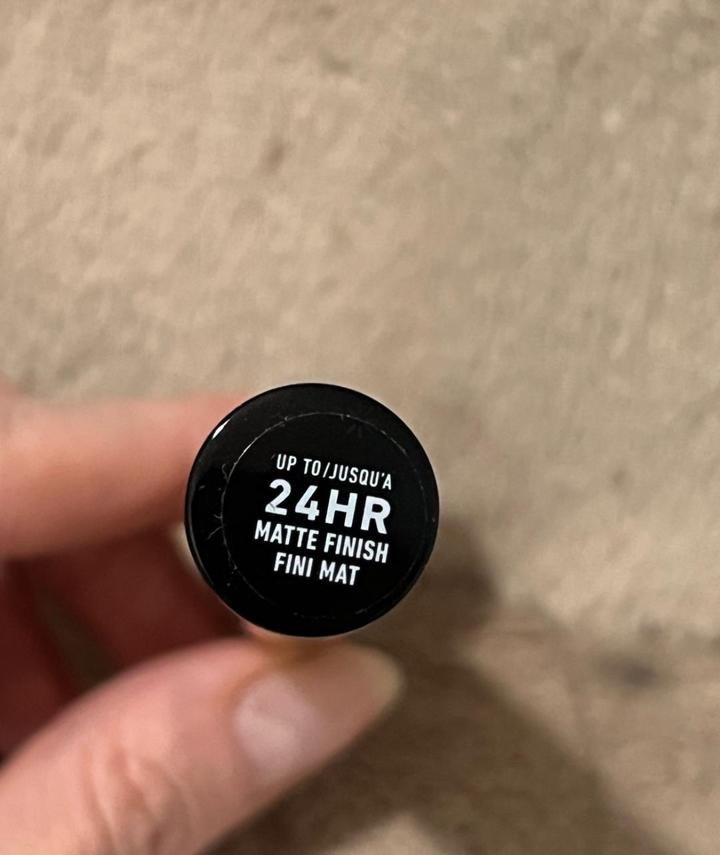 UP TO/JUSQU'A
24HR
MATTE FINISH
FINI MAT